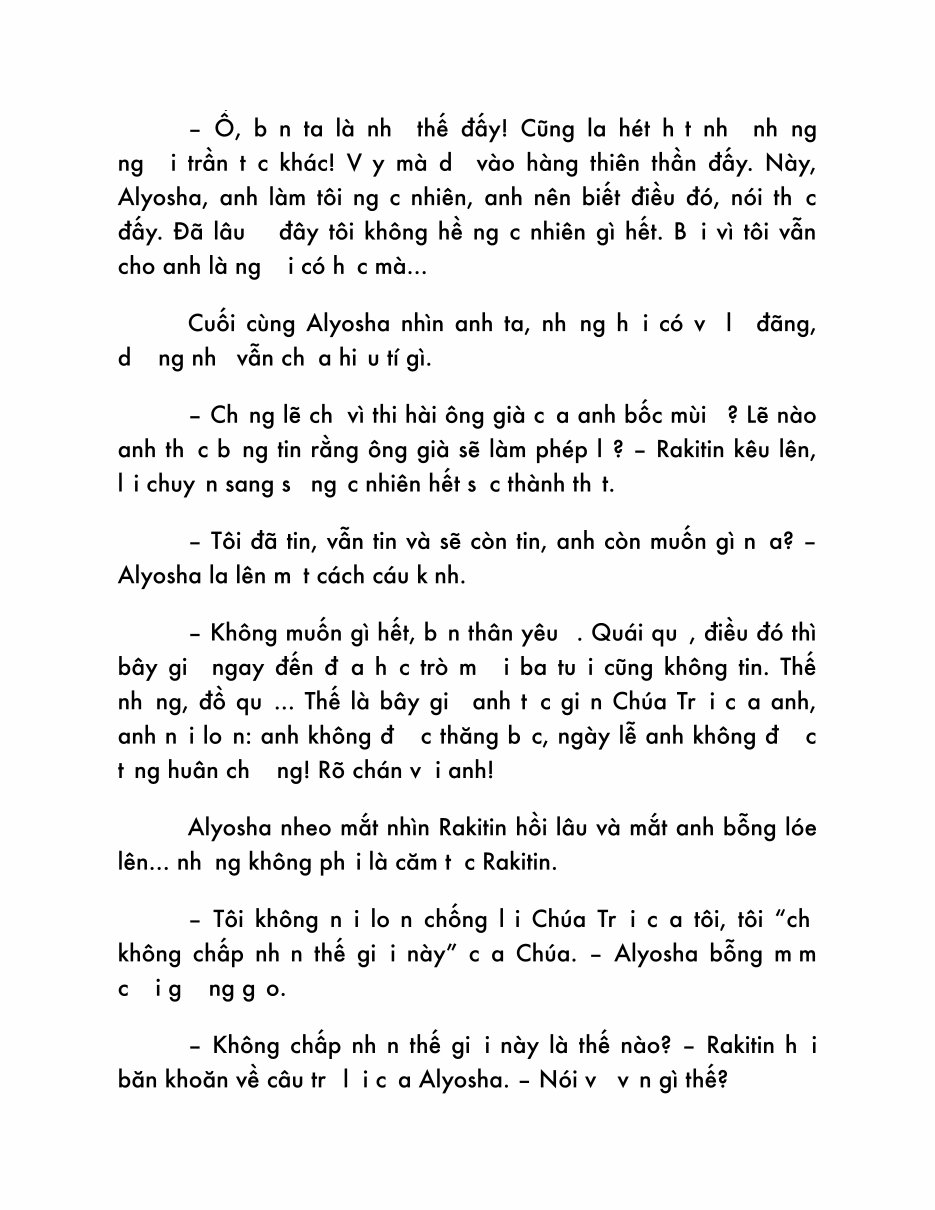 – Ồ, b n ta là nh thế đấy! Cũng la hét h t nh nh ng
ng i trần t c khác! V y mà d vào hàng thiên thần đấy. Này,
Alyosha, anh làm tôi ng c nhiên, anh nên biết điều đó, nói th c
đấy. Đã lâu đây tôi không hề ng c nhiên gì hết. B i vì tôi vẫn
cho anh là ng i có h c mà...
Cuối cùng Alyosha nhìn anh ta, nh ng h i có v l đãng,
d ng nh vẫn ch a hi u tí gì.
– Ch ng lẽ ch vì thi hài ông già c a anh bốc mùi ? Lẽ nào
anh th c b ng tin rằng ông già sẽ làm phép l ? – Rakitin kêu lên,
l i chuy n sang s ng c nhiên hết s c thành th t.
– Tôi đã tin, vẫn tin và sẽ còn tin, anh còn muốn gì n a? –
Alyosha la lên m t cách cáu k nh.
– Không muốn gì hết, b n thân yêu . Quái qu , điều đó thì
bây gi ngay đến đ a h c trò m i ba tu i cũng không tin. Thế
nh ng, đồ qu ... Thế là bây gi anh t c gi n Chúa Tr i c a anh,
anh n i lo n: anh không đ c thăng b c, ngày lễ anh không đ c
t ng huân ch ng! Rõ chán v i anh!
Alyosha nheo mắt nhìn Rakitin hồi lâu và mắt anh bỗng lóe
lên... nh ng không ph i là căm t c Rakitin.
– Tôi không n i lo n chống l i Chúa Tr i c a tôi, tôi “ch
không chấp nh n thế gi i này” c a Chúa. – Alyosha bỗng m m
c i g ng g o.
– Không chấp nh n thế gi i này là thế nào? – Rakitin h i
băn khoăn về câu tr l i c a Alyosha. – Nói v v n gì thế?